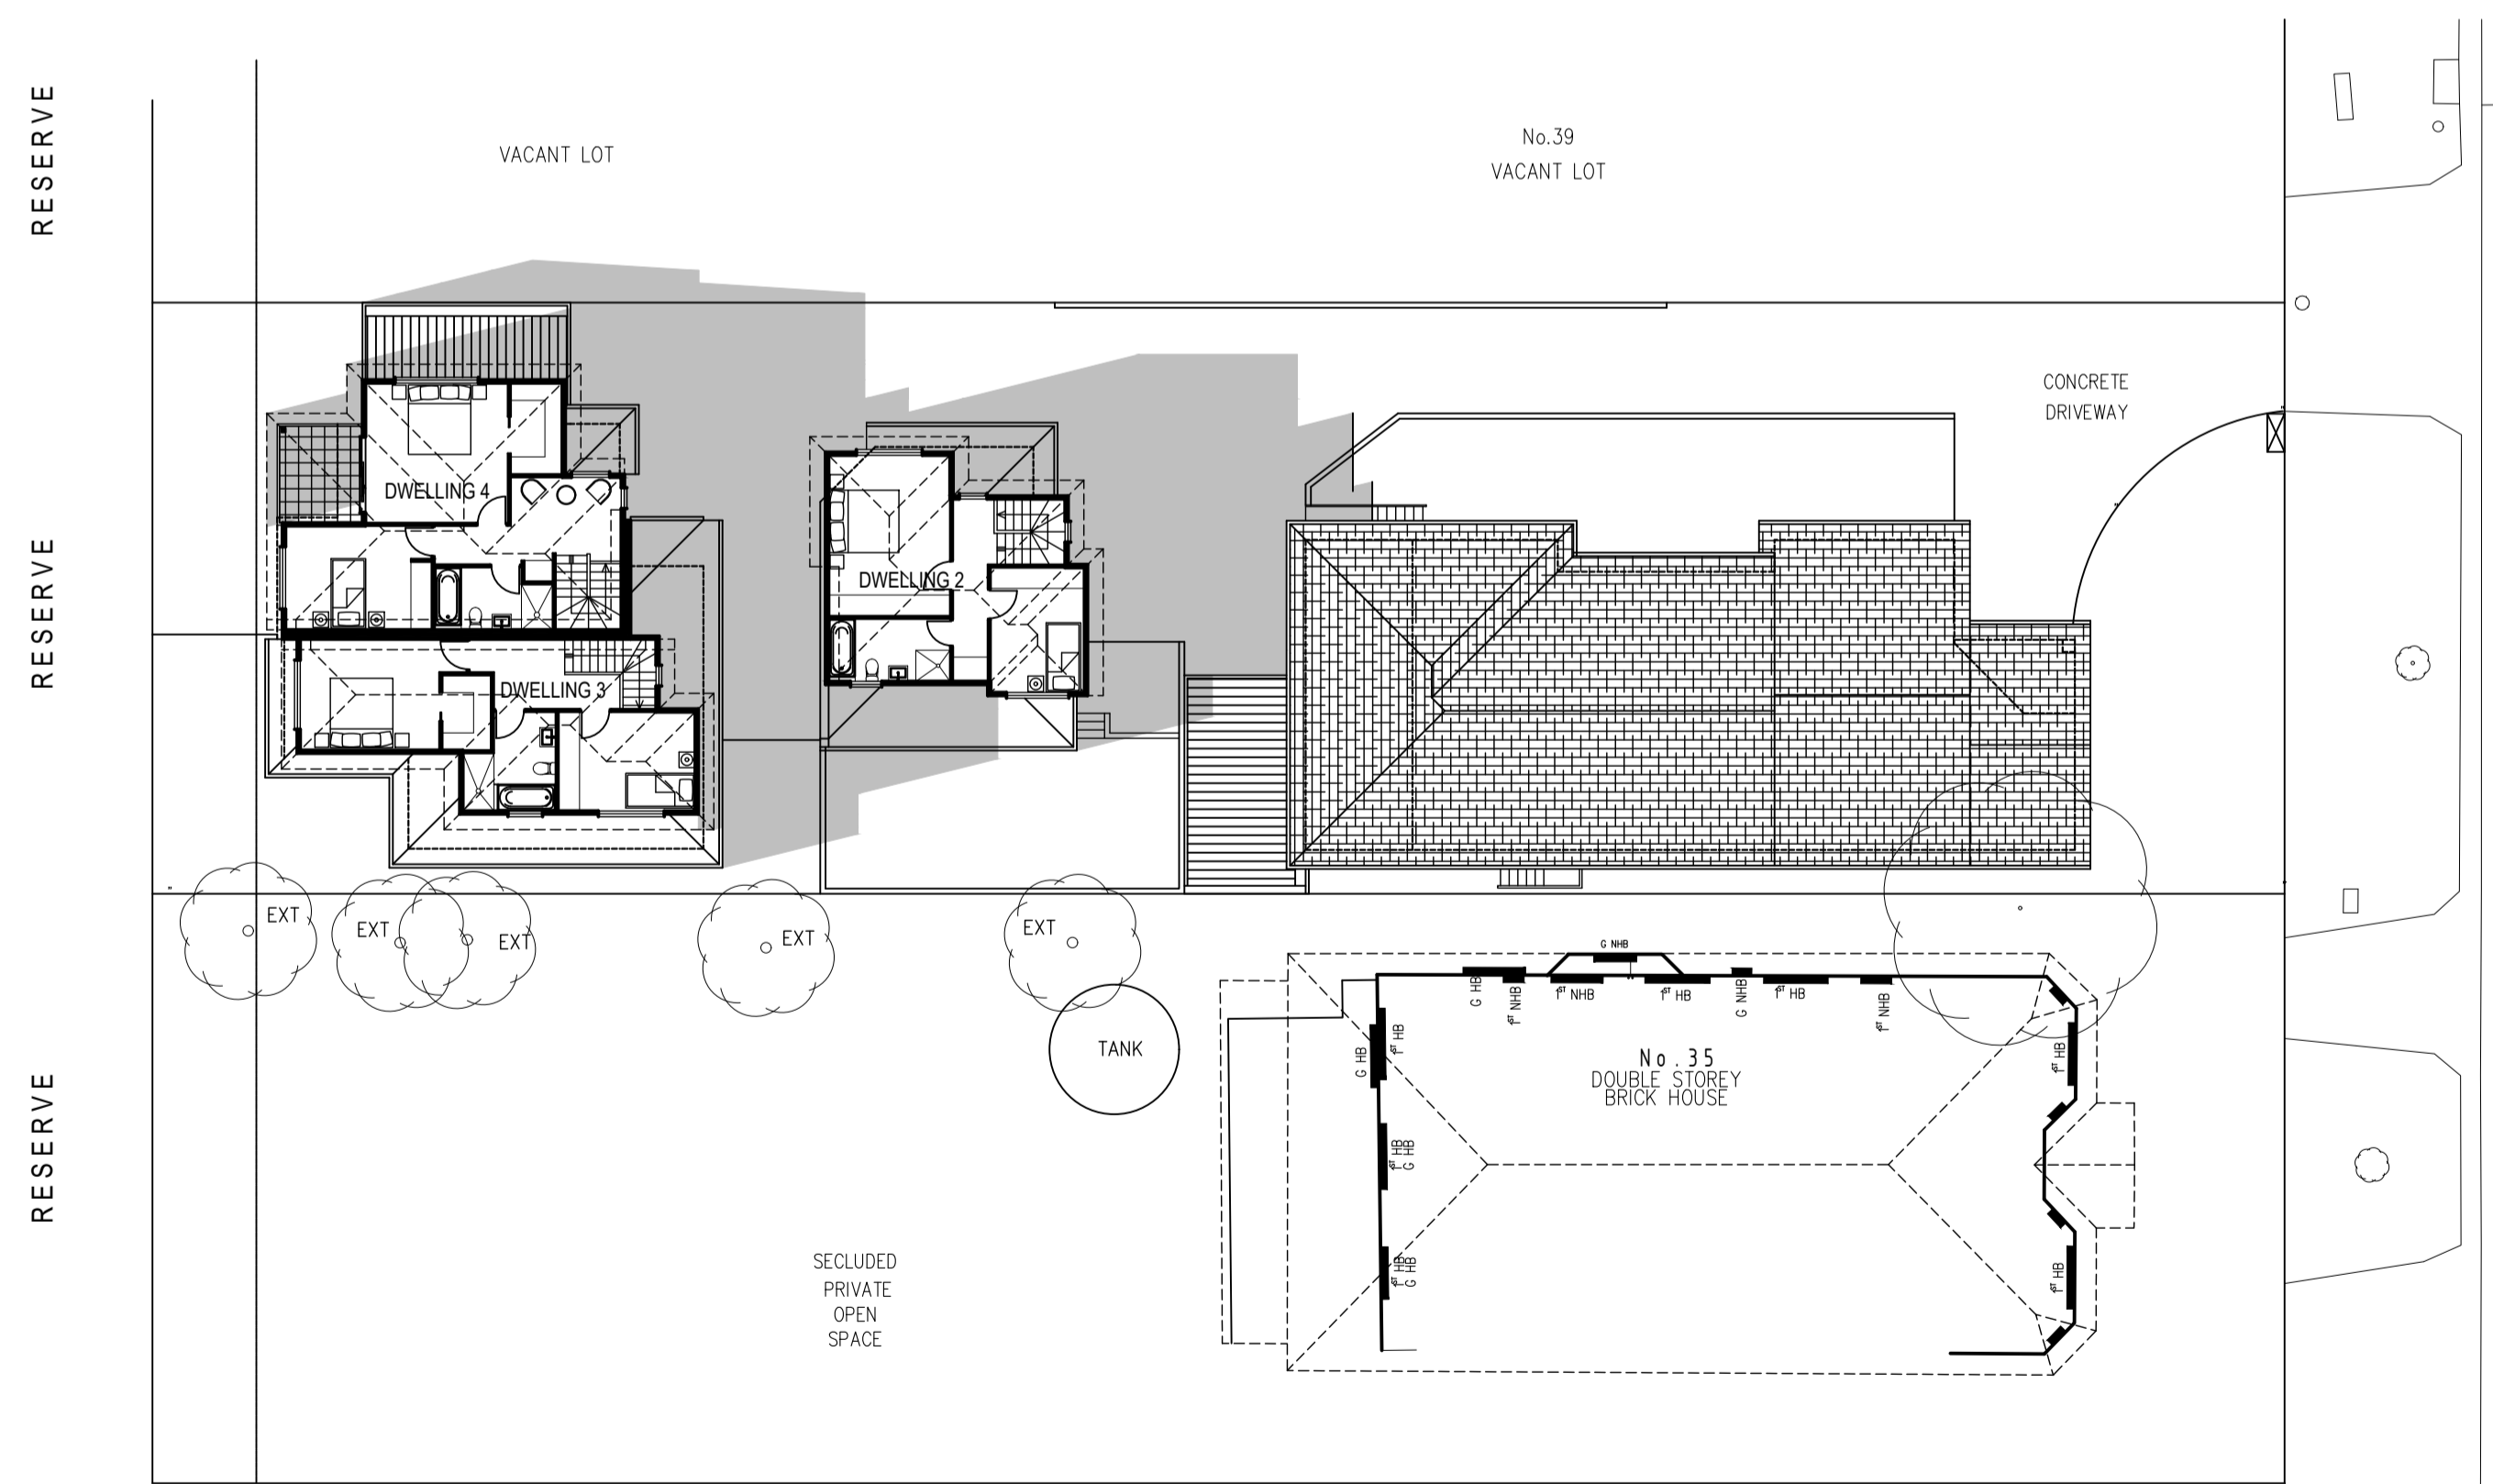 RESERVE
RESERVE
RESERVE
VACANT LOT
No.39
VACANT LOT
CONCRETE
DRIVEWAY
DWELLING 4
DWELLING 2
DWELLING 3
EXT
EXT
EXT
EXT
EXT
TANK
G NHB
G HB
1ST NHB
1ST NHB
1ST HB
G NHB
1ST HB
1ST NHB
1ST HB
G HB
1ST HB
G HB
1ST HB
G HB
1ST HB
1ST HB
No.35
DOUBLE STOREY
BRICK HOUSE
SECLUDED
PRIVATE
OPEN
SPACE